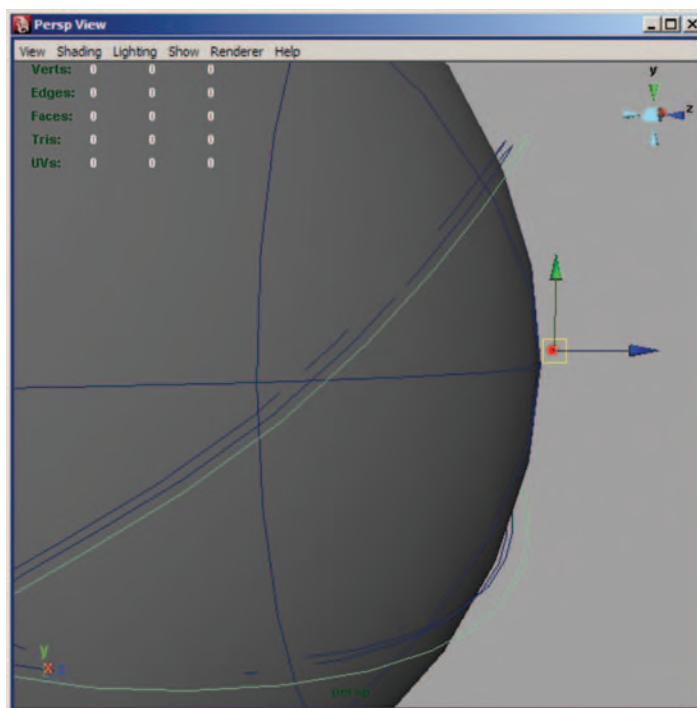 Persp View
View Shading Lighting Show Renderer Help
Verts: 0 0 0
Edges: 0 0 0
Faces: 0 0 0
Tris: 0 0 0
UVs: 0 0 0
y
z
y
x z
persp